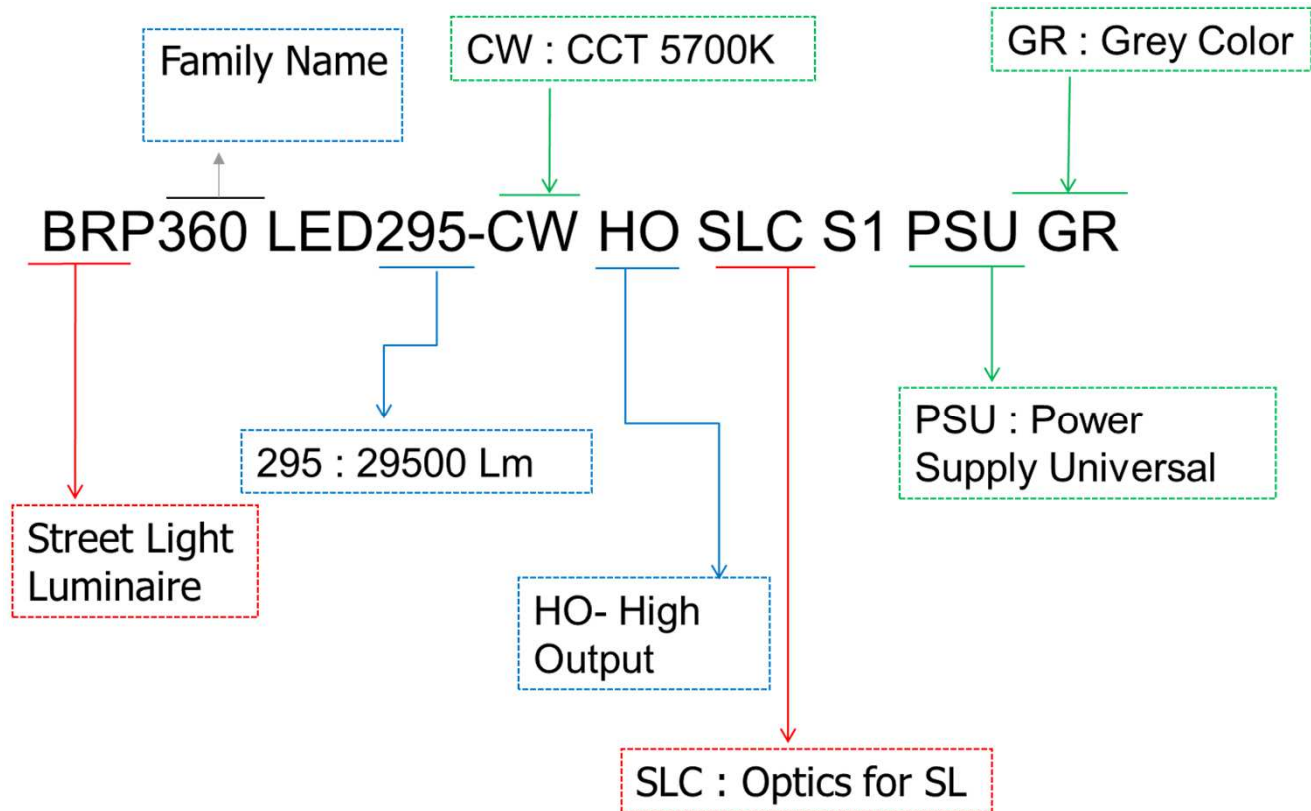 Family Name
CW : CCT 5700K
GR : Grey Color
BRP360 LED295-CW HO SLC S1 PSU GR
295 : 29500 Lm
PSU : Power
Supply Universal
Street Light
Luminaire
HO- High
Output
SLC : Optics for SL